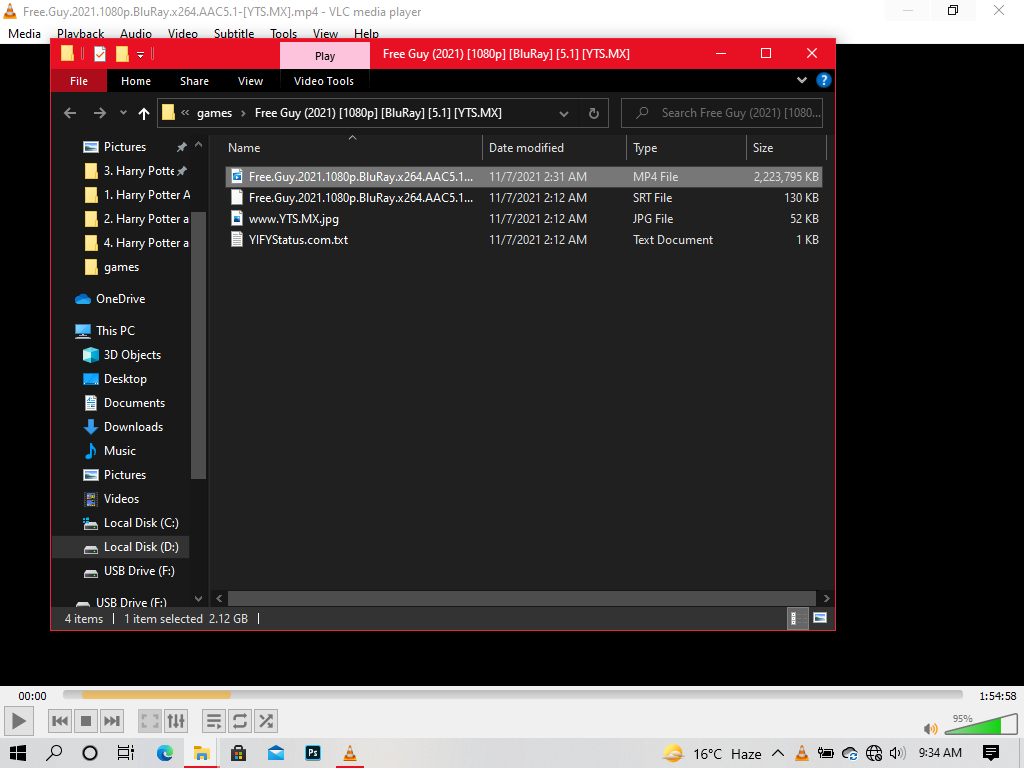 Free.Guy.2021.1080p.BluRay.x264.AAC5.1-[YTS.MX].mp4 - VLC media player
Media Playback Audio Video Subtitle Tools View Help
Play Free Guy (2021) [1080p] [BluRay] [5.1] [YTS.MX]
File Home Share View Video Tools
« games > Free Guy (2021) [1080p] [BluRay] [5.1] [YTS.MX] Search Free Guy (2021) [1080...
Name Date modified Type Size
Free.Guy.2021.1080p.BluRay.x264.AAC5.1... 11/7/2021 2:31 AM MP4 File 2,223,795 KB
Free.Guy.2021.1080p.BluRay.x264.AAC5.1... 11/7/2021 2:12 AM SRT File 130 KB
www.YTS.MX.jpg 11/7/2021 2:12 AM JPG File 52 KB
YIFYStatus.com.txt 11/7/2021 2:12 AM Text Document 1 KB
Pictures
3. Harry Potte
1. Harry Potter A
2. Harry Potter a
4. Harry Potter a
games
OneDrive
This PC
3D Objects
Desktop
Documents
Downloads
Music
Pictures
Videos
Local Disk (C:)
Local Disk (D:)
USB Drive (F:)
USB Drive (F:)
4 items 1 item selected 2.12 GB
00:00 1:54:58
95%
Ps 16°C Haze 9:34 AM